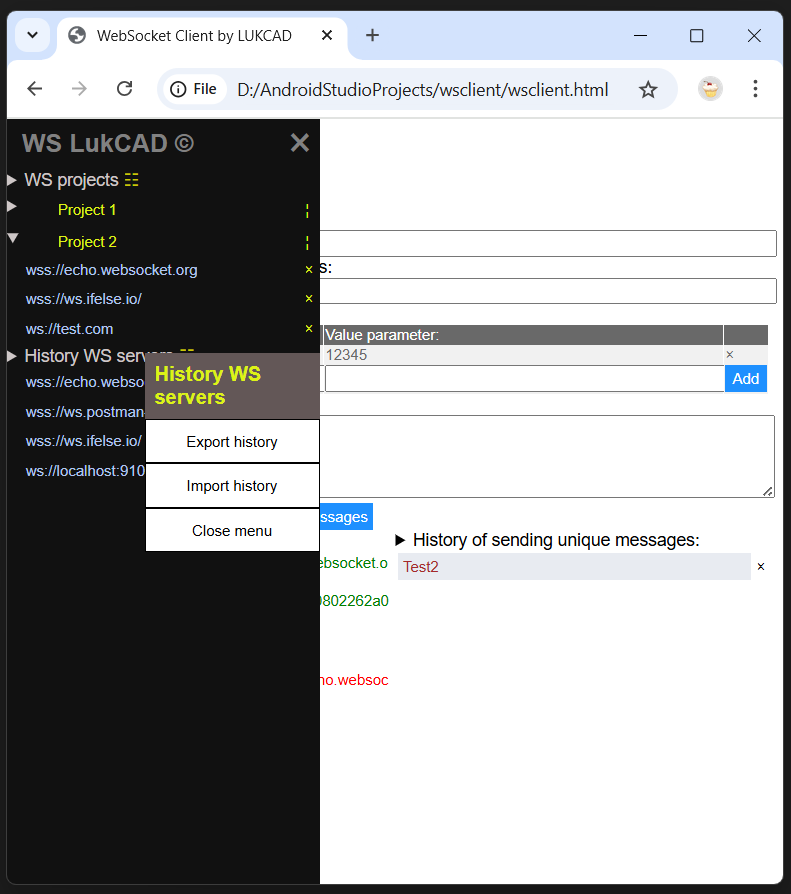 WebSocket Client by LUKCAD
File D:/AndroidStudioProjects/wsclient/wsclient.html
WS LukCAD © ×
WS projects ☷
Project 1 ¦
Project 2 ¦
wss://echo.websocket.org ×
wss://ws.ifelse.io/ ×
ws://test.com ×
History WS
wss://echo.webso
wss://ws.postman
wss://ws.ifelse.io/
ws://localhost:910
History WS
servers
Export history
Import history
Close menu
s:
Value parameter:
12345 ×
Add
ssages
ebsocket.o
0802262a0
ho.websoc
History of sending unique messages:
Test2 ×